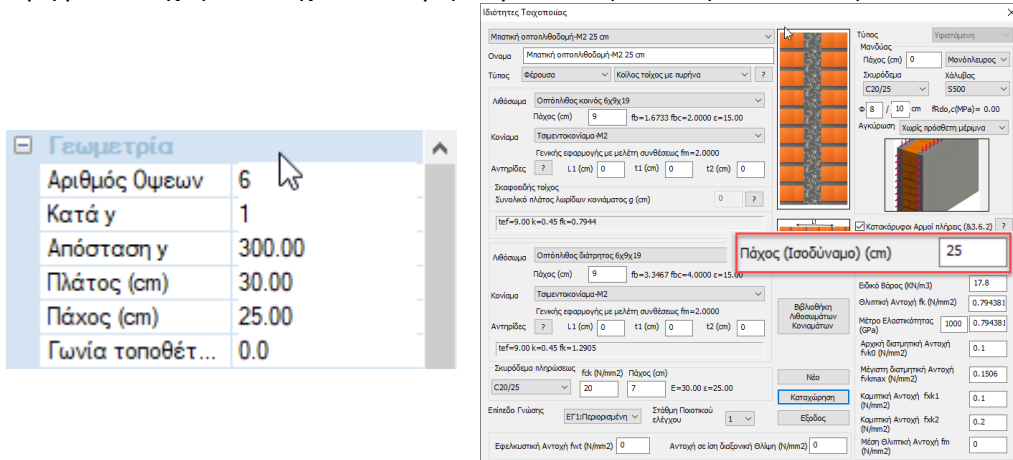 Γεωμετρία
Αριθμός Οψεων 6
Κατά y 1
Απόσταση y 300.00
Πλάτος (cm) 30.00
Πάχος (cm) 25.00
Γωνία τοποθέτ... 0.0
Ιδιότητες Τοιχοποιίας
Μπατική οπτοπλιθοδομή-M2 25 cm
Ονομα Μπατική οπτοπλιθοδομή-M2 25 cm
Τύπος Φέρουσα Κοίλος τοίχος με πυρήνα ?
Λιθόσωμα Οπτόπλιθος κοινός 6x9x19
Πάχος (cm) 9 fb=1.6733 fbc=2.0000 ε=15.00
Κονίαμα Τσιμεντοκονίαμα-M2
Γενικής εφαρμογής με μελέτη συνθέσεως fm=2.0000
Αντηρίδες ? L1 (cm) 0 t1 (cm) 0 t2 (cm) 0
Σκαφοειδής τοίχος
Συνολικό πλάτος λωρίδων κονιάματος g (cm) 0 ?
tef=9.00 k=0.45 fk=0.7944
Λιθόσωμα Οπτόπλιθος διάτρητος 6x9x19
Πάχος (cm) 9 fb=3.3467 fbc=4.0000 ε=15
Κονίαμα Τσιμεντοκονίαμα-M2
Γενικής εφαρμογής με μελέτη συνθέσεως fm=2.0000
Αντηρίδες ? L1 (cm) 0 t1 (cm) 0 t2 (cm) 0
tef=9.00 k=0.45 fk=1.2905
Σκυρόδεμα πληρώσεως fck (N/mm2) Πάχος (cm)
C20/25 20 7 E=30.00 ε=25.00
Επίπεδο Γνώσης ΕΓ1:Περιορισμένη Στάθμη Ποιοτικού ελέγχου 1
Εφελκυστική Αντοχή fwt (N/mm2) 0 Αντοχή σε ίση διαξονική Θλίψη (N/mm2) 0
L1
Βιβλιοθήκη
Λιθοσωμάτων
Κονιαμάτων
Νέο
Καταχώρηση
Εξοδος
Τύπος Υφιστάμενη
Μανδύας
Πάχος (cm) 0 Μονόπλευρος
Σκυρόδεμα Χάλυβας
C20/25 S500
Φ 8 / 10 cm fRdo,c(MPa)= 0.00
Αγκύρωση Χωρίς πρόσθετη μέριμνα
Κατακόρυφοι Αρμοί πλήρεις (&3.6.2) ?
Πάχος (Ισοδύναμο) (cm) 25
Ειδικό Βάρος (KN/m3) 17.8
Θλιπτική Αντοχή fk (N/mm2) 0.794381
Μέτρο Ελαστικότητας (GPa) 1000 0.794381
Αρχική διατμητική Αντοχή fvk0 (N/mm2) 0.1
Μέγιστη διατμητική Αντοχή fvkmax (N/mm2) 0.1506
Καμπτική Αντοχή fxk1 (N/mm2) 0.1
Καμπτική Αντοχή fxk2 (N/mm2) 0.2
Μέση Θλιπτική Αντοχή fm (N/mm2) 0